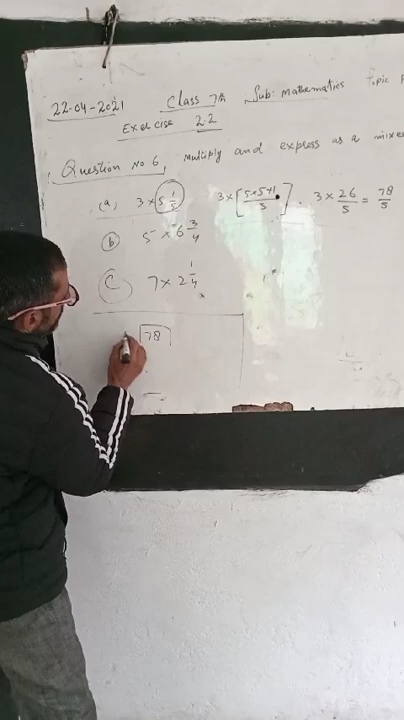 22-04-2021 Class 7th Sub: mathematics Topic
Exercise 2.2
Question No 6, Multiply and express as a mixed
(a) 3 × 5 1/5 3 × [5×5+1/5] . 3 × 26/5 = 78/5
(b) 5 × 6 3/4
(C) 7 × 2 1/4
78